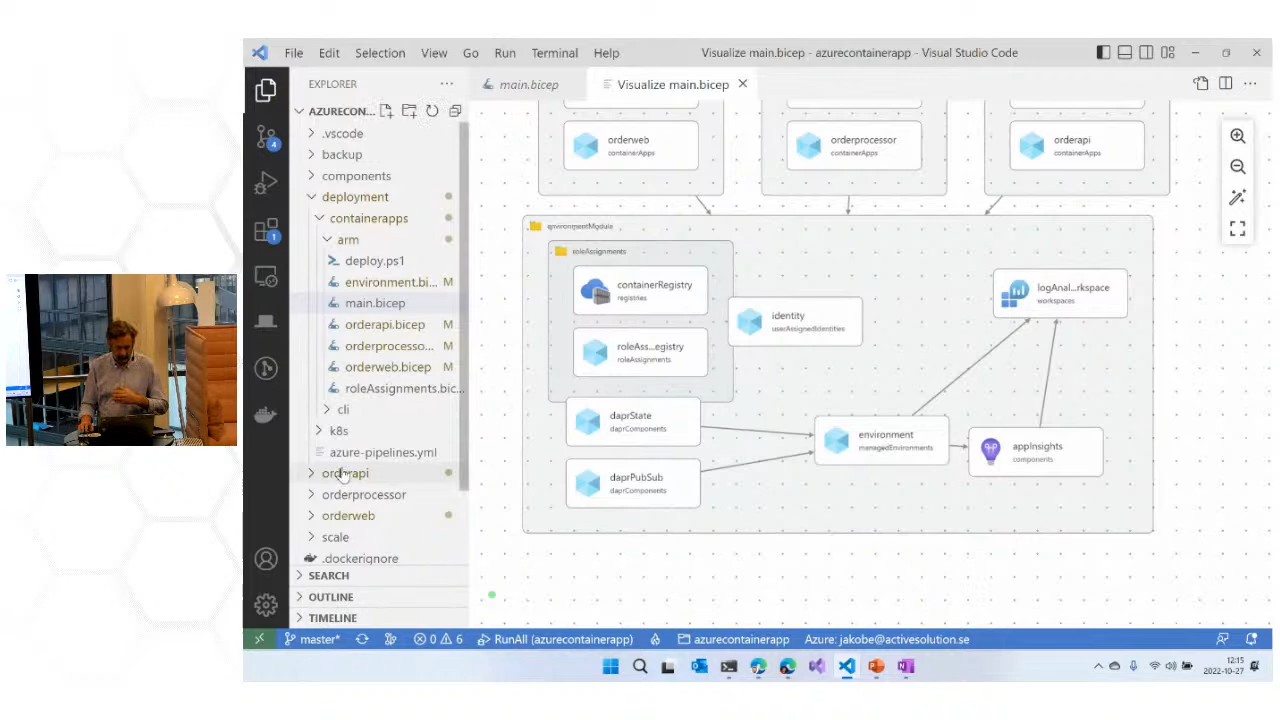 File Edit Selection View Go Run Terminal Help
Visualize main.bicep - azurecontainerapp - Visual Studio Code
EXPLORER
main.bicep
Visualize main.bicep
AZURECON...
.vscode
backup
components
deployment
containerapps
arm
deploy.ps1
environment.bi... M
main.bicep
orderapi.bicep M
orderprocesso... M
orderweb.bicep M
roleAssignments.bic...
cli
k8s
azure-pipelines.yml
orderapi
orderprocessor
orderweb
scale
.dockerignore
SEARCH
OUTLINE
TIMELINE
4
1
orderweb
containerApps
orderprocessor
containerApps
orderapi
containerApps
environmentModule
roleAssignments
containerRegistry
registries
roleAss...egistry
roleAssignments
identity
userAssignedIdentities
logAnal...rkspace
workspaces
daprState
daprComponents
daprPubSub
daprComponents
environment
managedEnvironments
appInsights
components
master*
0 6
RunAll (azurecontainerapp)
azurecontainerapp
Azure: jakobe@activesolution.se
12:15
2022-10-27